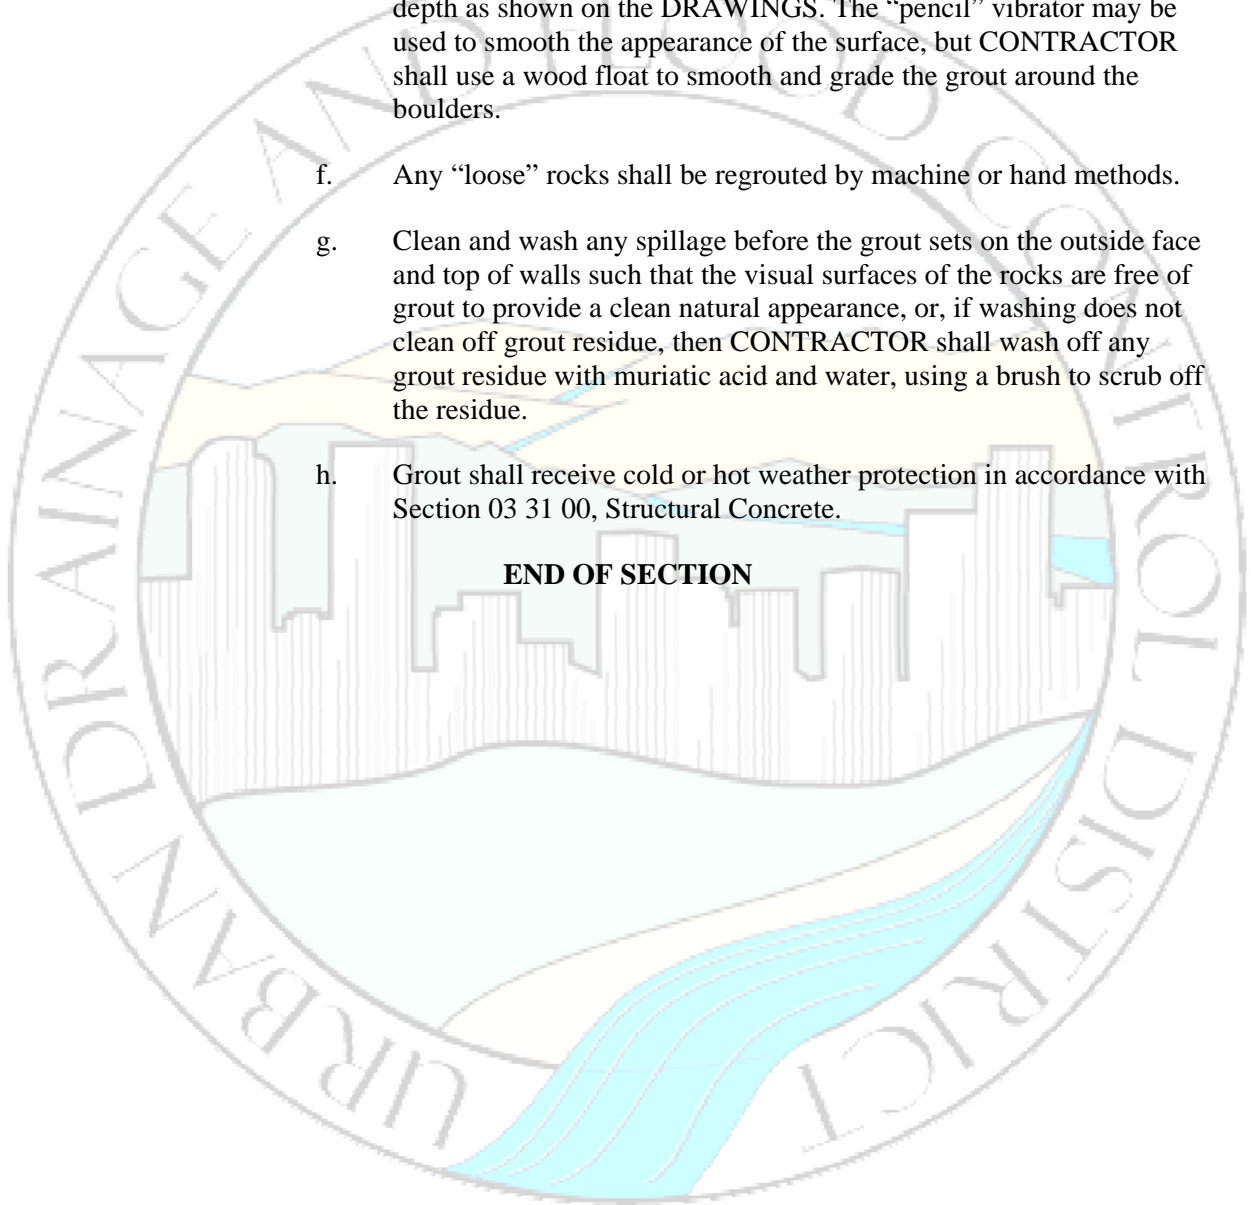 depth as shown on the DRAWINGS. The “pencil” vibrator may be
used to smooth the appearance of the surface, but CONTRACTOR
shall use a wood float to smooth and grade the grout around the
boulders.
f. Any “loose” rocks shall be regrouted by machine or hand methods.
g. Clean and wash any spillage before the grout sets on the outside face
and top of walls such that the visual surfaces of the rocks are free of
grout to provide a clean natural appearance, or, if washing does not
clean off grout residue, then CONTRACTOR shall wash off any
grout residue with muriatic acid and water, using a brush to scrub off
the residue.
h. Grout shall receive cold or hot weather protection in accordance with
Section 03 31 00, Structural Concrete.
END OF SECTION
URBAN DRAINAGE AND FLOOD CONTROL DISTRICT